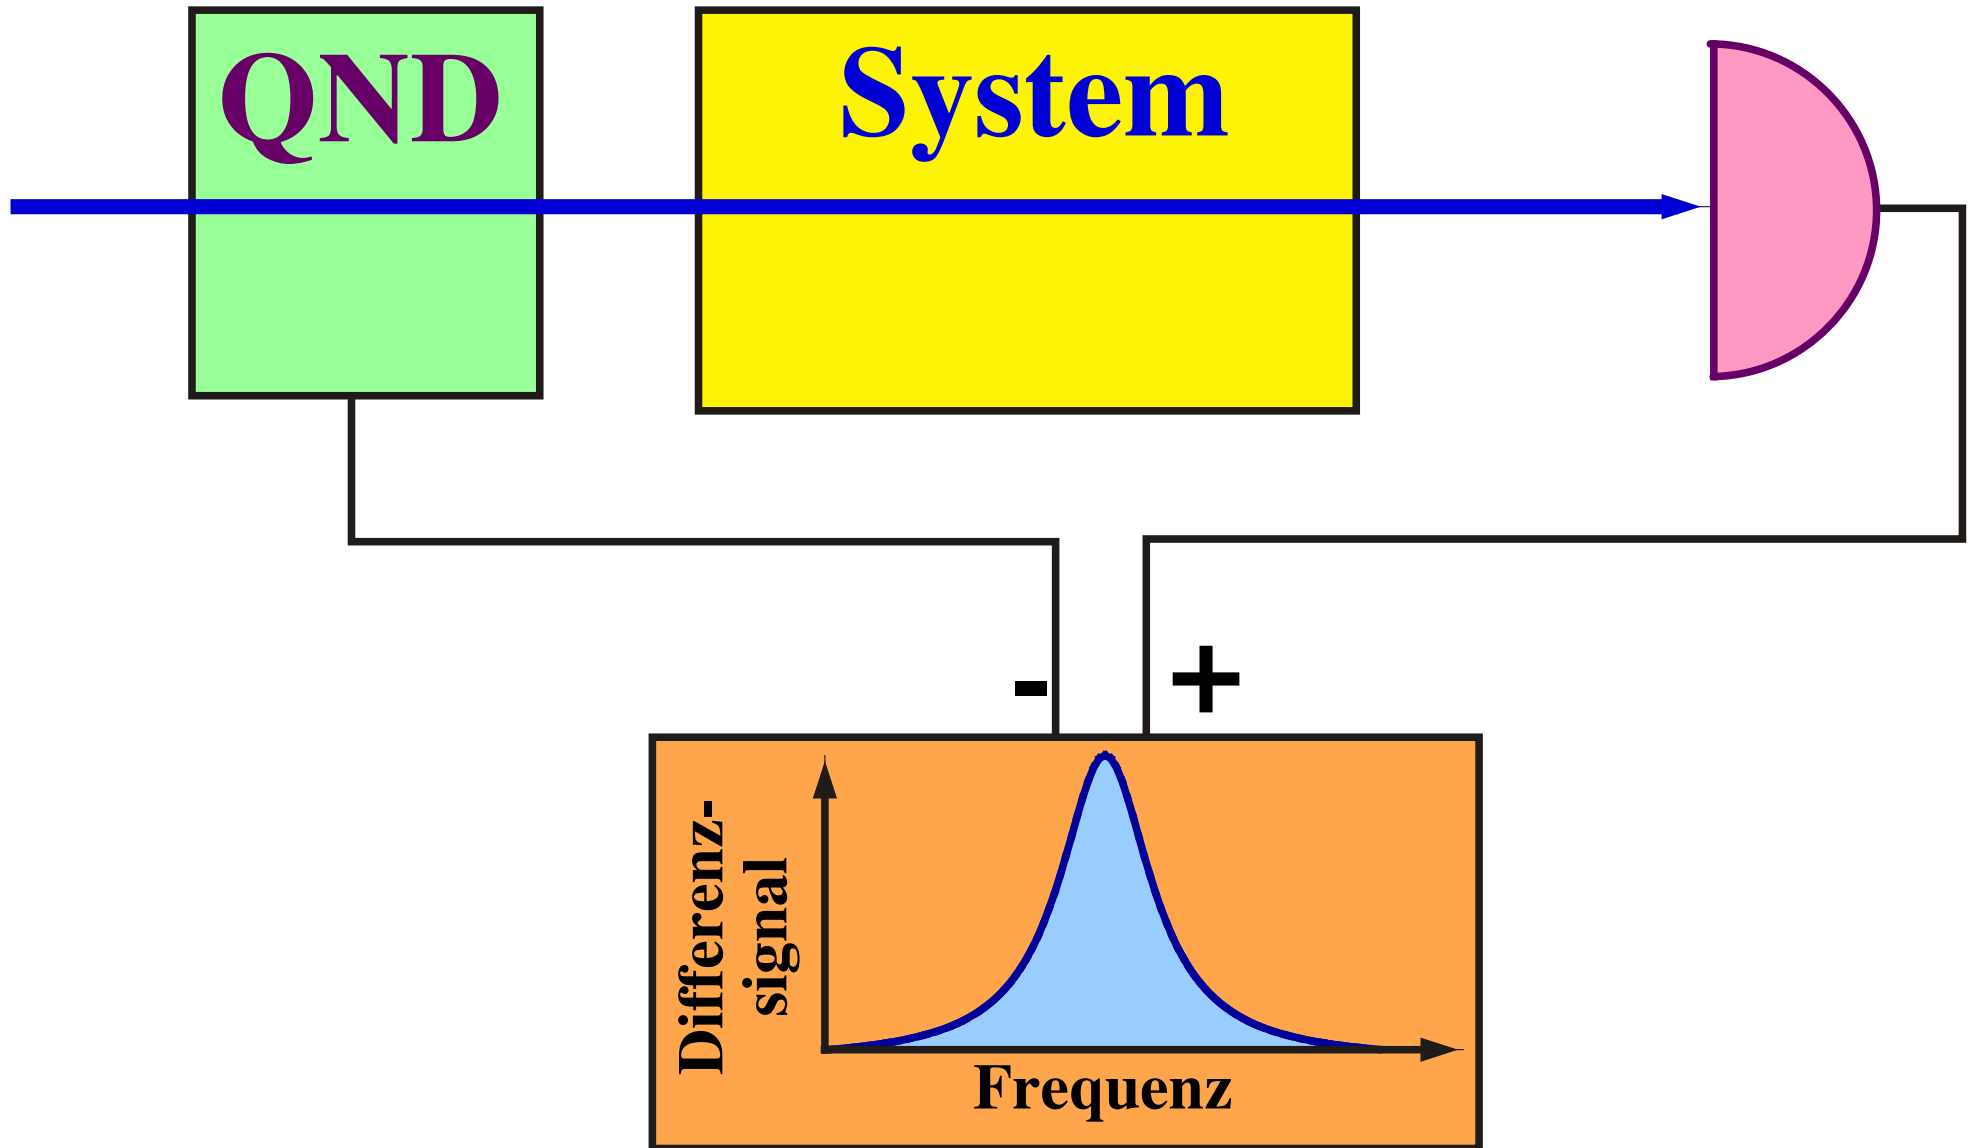 QND
System
-
+
Differenz-
signal
Frequenz